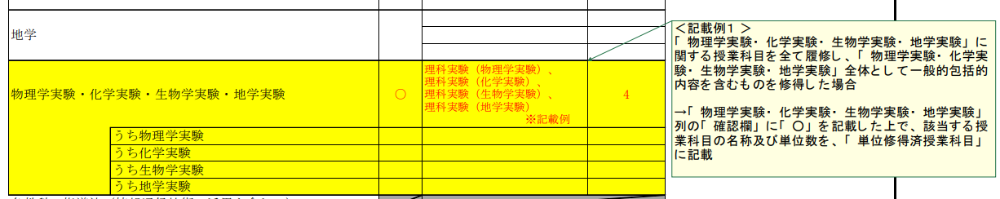 地学
物理学実験・化学実験・生物学実験・地学実験
○
理科実験（物理学実験）、
理科実験（化学実験）、
理科実験（生物学実験）、
理科実験（地学実験）
※記載例
4
うち物理学実験
うち化学実験
うち生物学実験
うち地学実験
＜記載例１＞
「物理学実験・化学実験・生物学実験・地学実験」に
関する授業科目を全て履修し、「物理学実験・化学実
験・生物学実験・地学実験」全体として一般的包括的
内容を含むものを修得した場合
→「物理学実験・化学実験・生物学実験・地学実験」
列の「確認欄」に「〇」を記載した上で、該当する授
業科目の名称及び単位数を、「単位修得済授業科目」
に記載